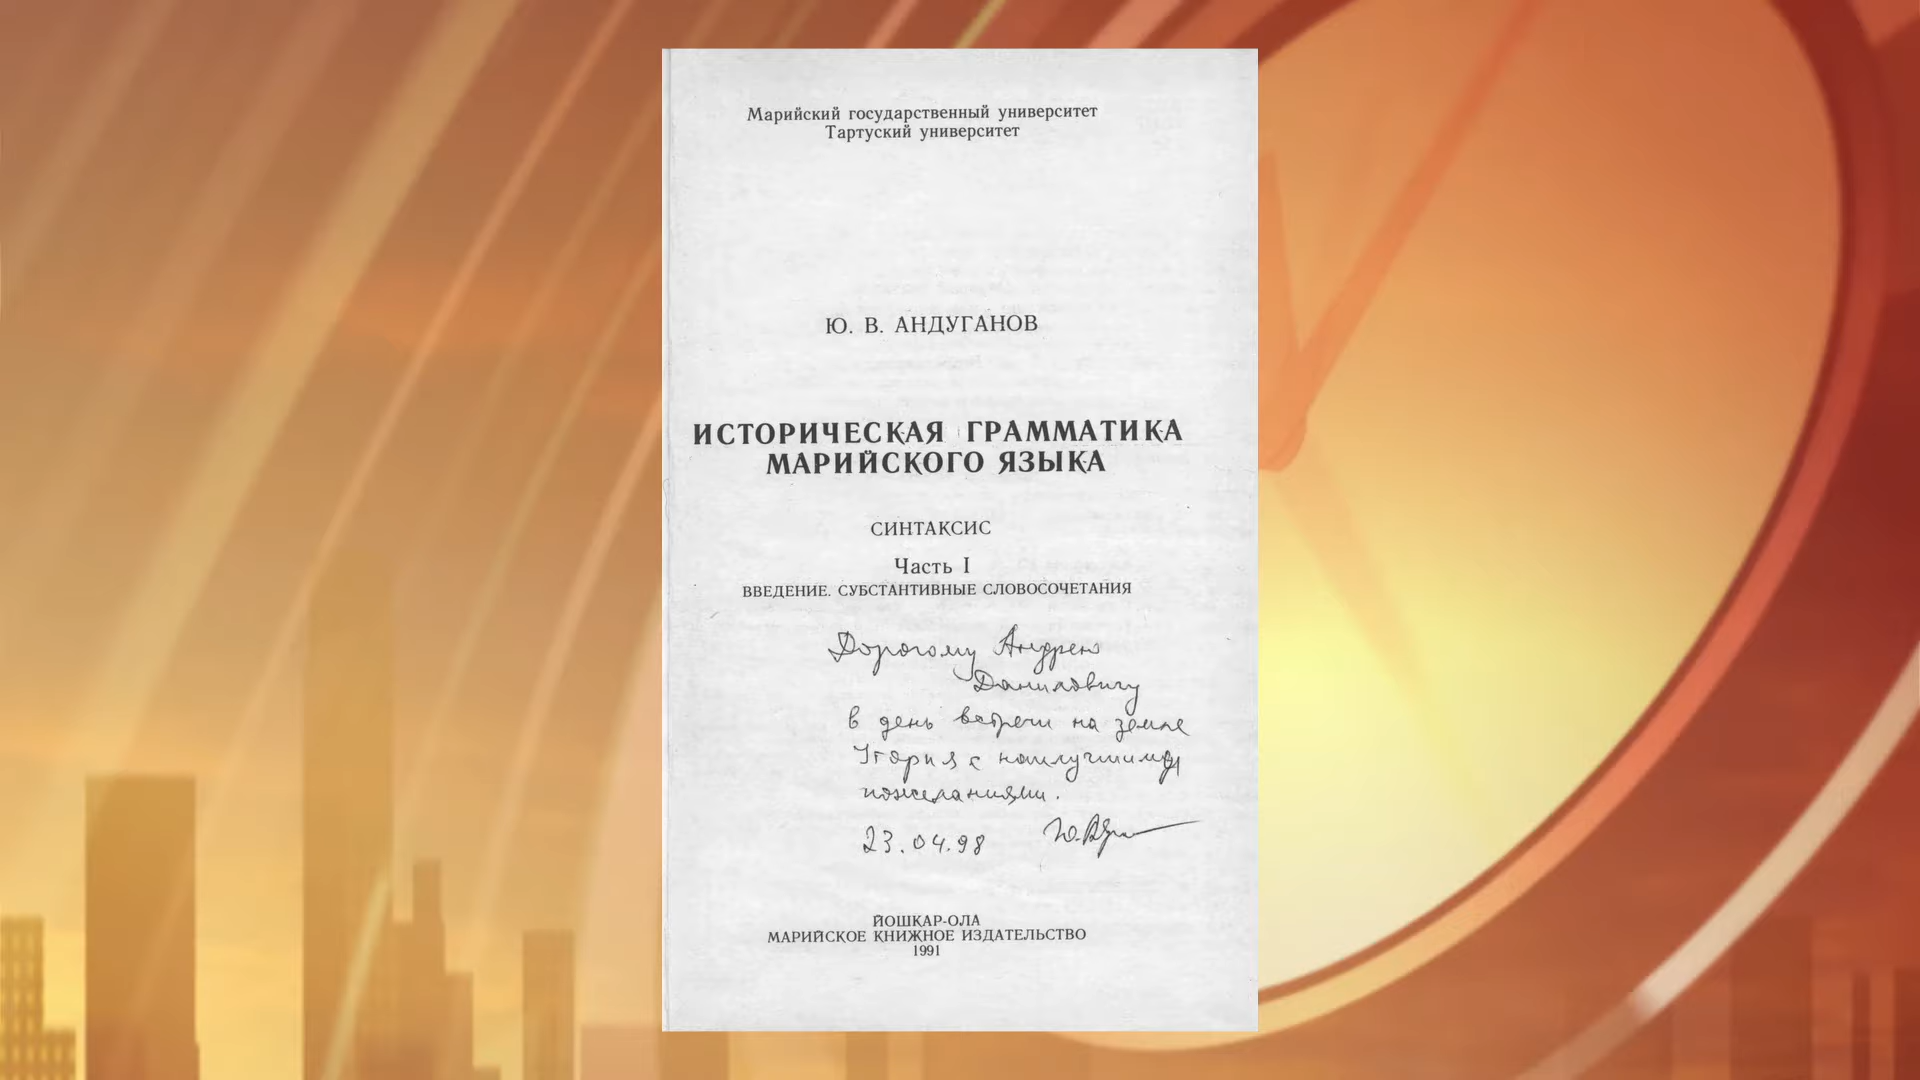 Марийский государственный университет
Тартуский университет
Ю. В. АНДУГАНОВ
ИСТОРИЧЕСКАЯ ГРАММАТИКА
МАРИЙСКОГО ЯЗЫКА
СИНТАКСИС
Часть I
ВВЕДЕНИЕ. СУБСТАНТИВНЫЕ СЛОВОСОЧЕТАНИЯ
Дорогому Андрею
Даниловичу
в день встречи на земле
с наилучшими
пожеланиями.
23.04.98
ЙОШКАР-ОЛА
МАРИЙСКОЕ КНИЖНОЕ ИЗДАТЕЛЬСТВО
1991